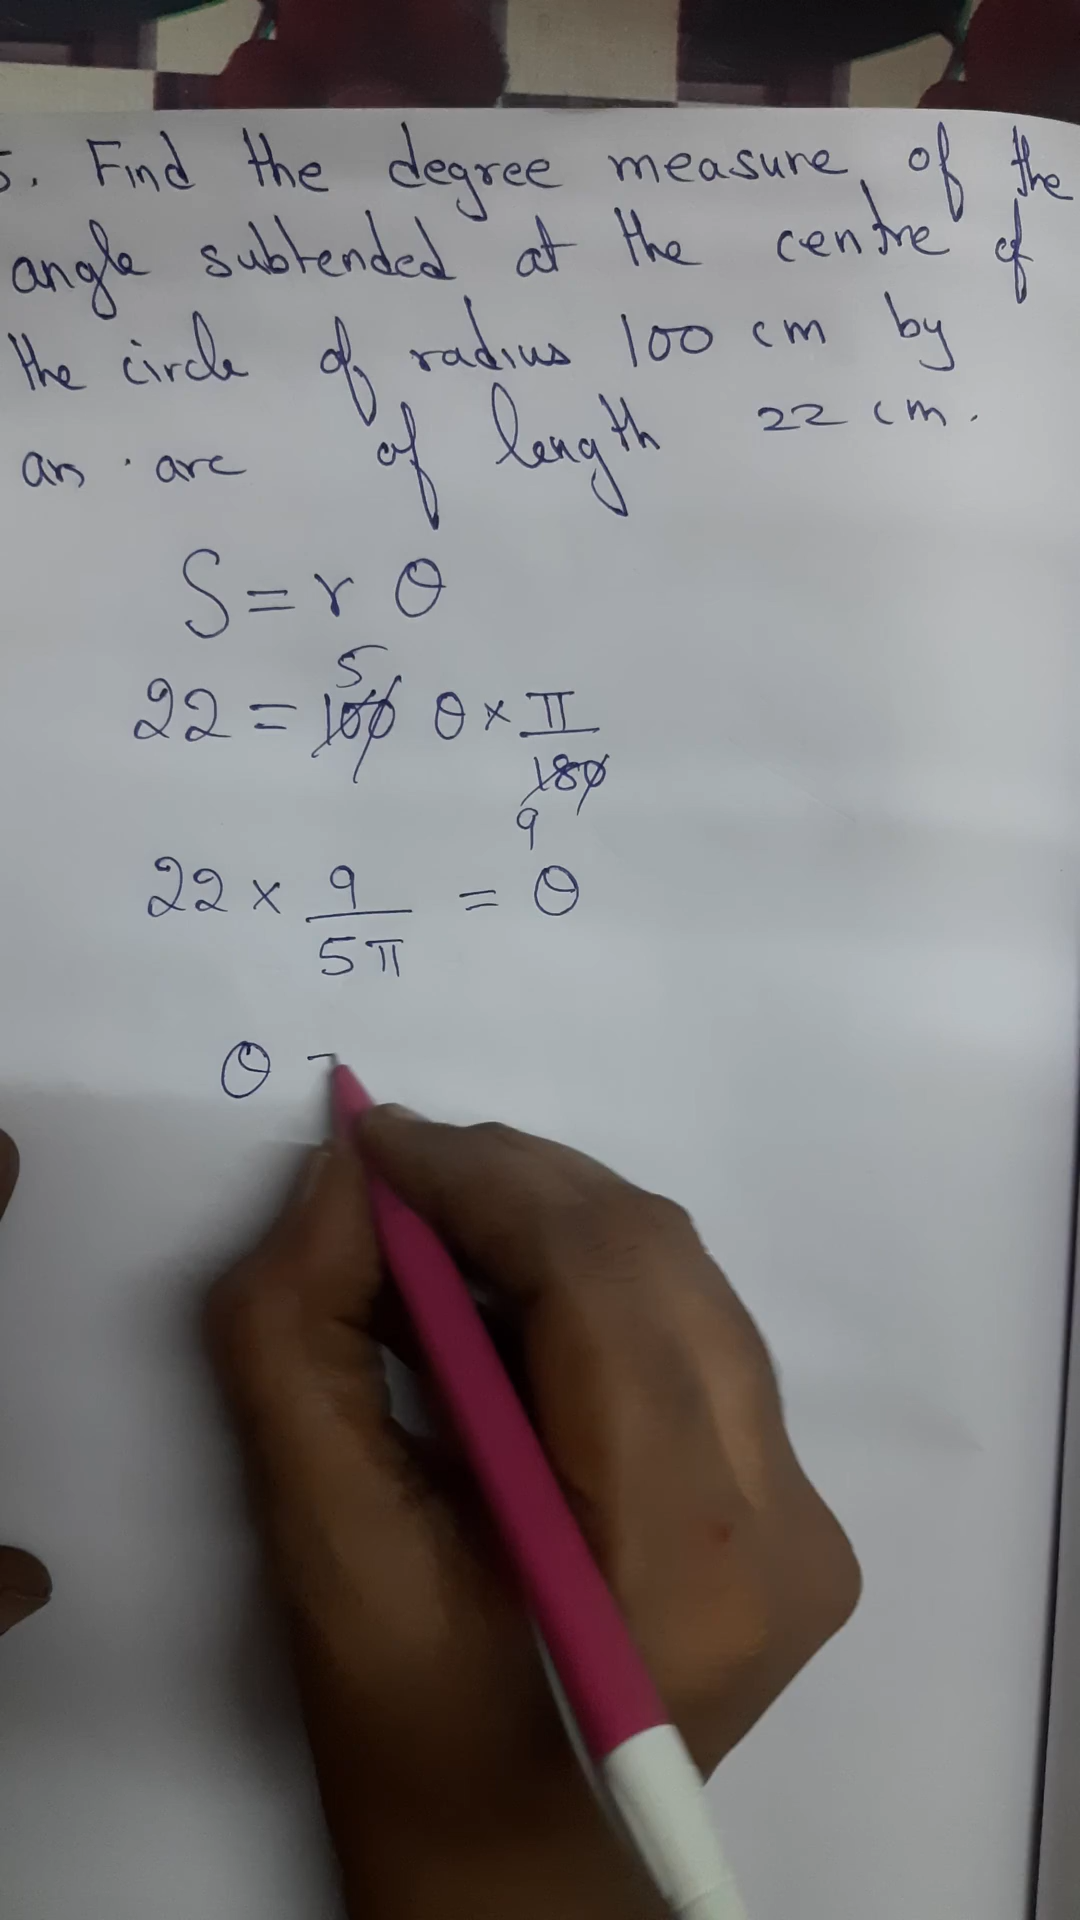 5. Find the degree measure of the
angle subtended at the centre of
the circle of radius 100 cm by
an arc of length 22 cm.
S = r θ
5
22 = 100 θ × π
180
9
22 × 9 = θ
5π
θ